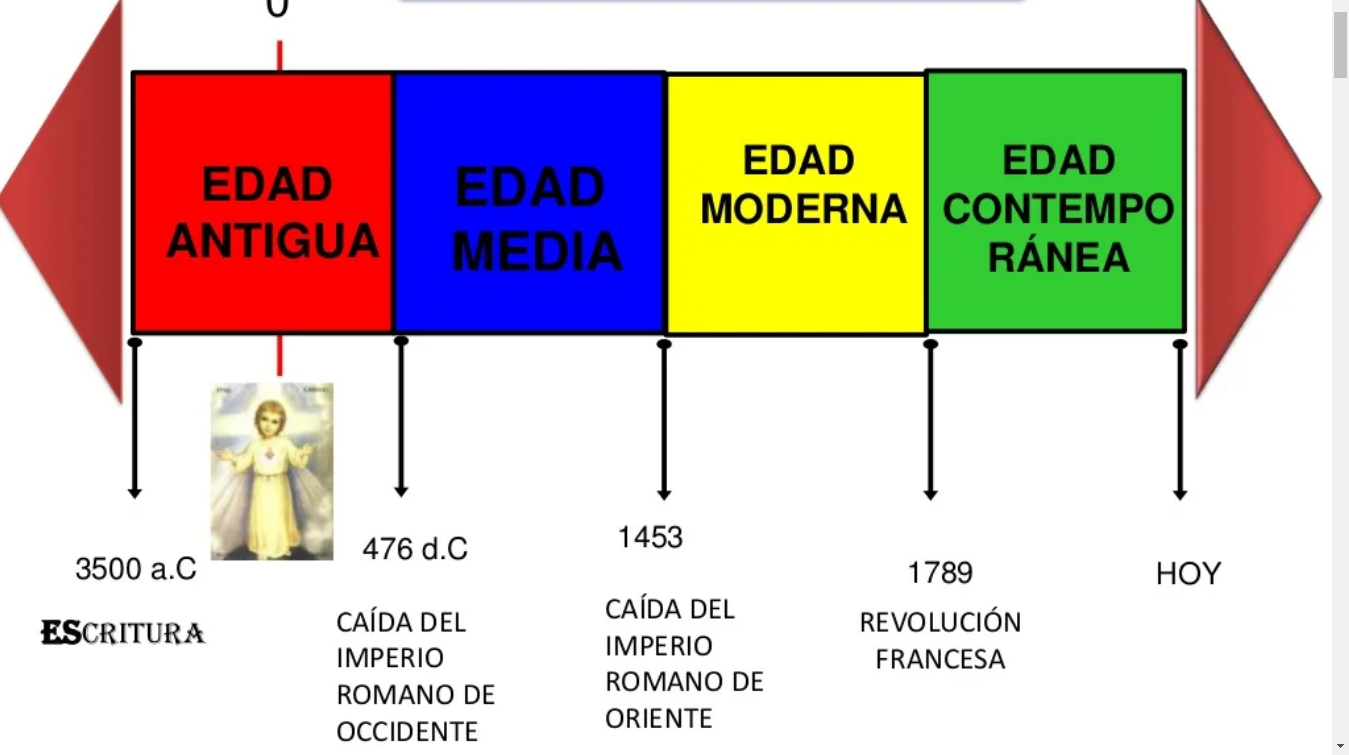 0
EDAD
ANTIGUA
EDAD
MEDIA
EDAD
MODERNA
EDAD
CONTEMPO
RÁNEA
3500 a.C
ESCRITURA
476 d.C
CAÍDA DEL
IMPERIO
ROMANO DE
OCCIDENTE
1453
CAÍDA DEL
IMPERIO
ROMANO DE
ORIENTE
1789
REVOLUCIÓN
FRANCESA
HOY